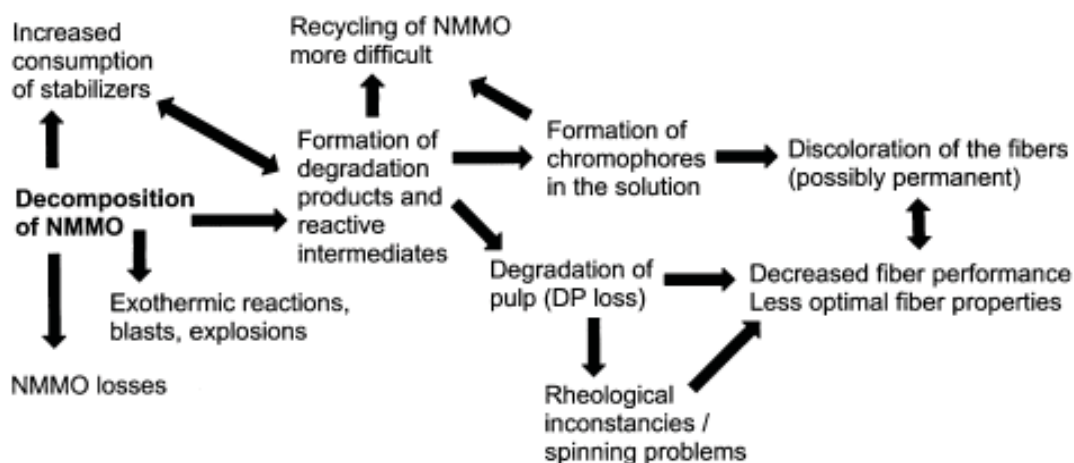 Increased
consumption
of stabilizers
Recycling of NMMO
more difficult
Formation of
degradation
products and
reactive
intermediates
Formation of
chromophores
in the solution
Discoloration of the fibers
(possibly permanent)
Decomposition
of NMMO
Exothermic reactions,
blasts, explosions
Degradation of
pulp (DP loss)
Decreased fiber performance
Less optimal fiber properties
NMMO losses
Rheological
inconstancies /
spinning problems